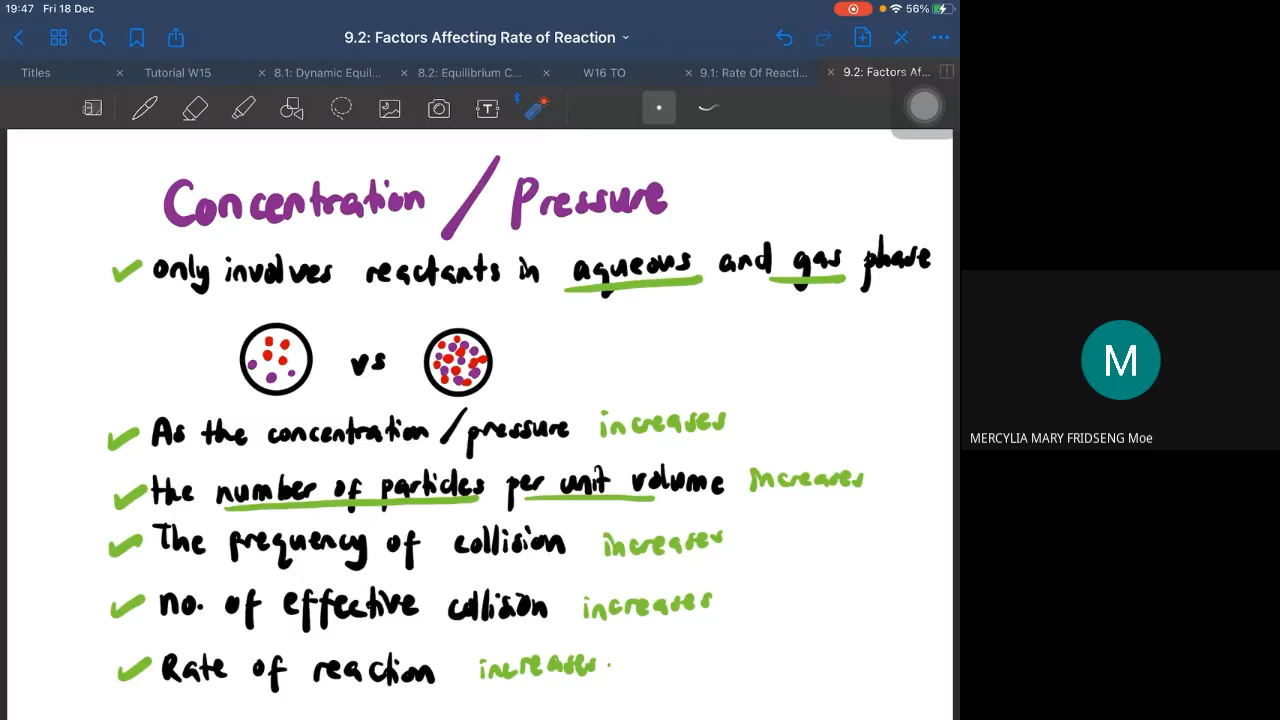 19:47 Fri 18 Dec
56%
9.2: Factors Affecting Rate of Reaction
Titles
Tutorial W15
8.1: Dynamic Equil...
8.2: Equilibrium C...
W16 TO
9.1: Rate Of Reacti...
9.2: Factors Af...
T
Concentration / Pressure
only involves reactants in aqueous and gas phase
vs
As the concentration/pressure increases
the number of particles per unit volume increases
The frequency of collision increases
no. of effective collision increases
Rate of reaction increases.
M
MERCYLIA MARY FRIDSENG Moe